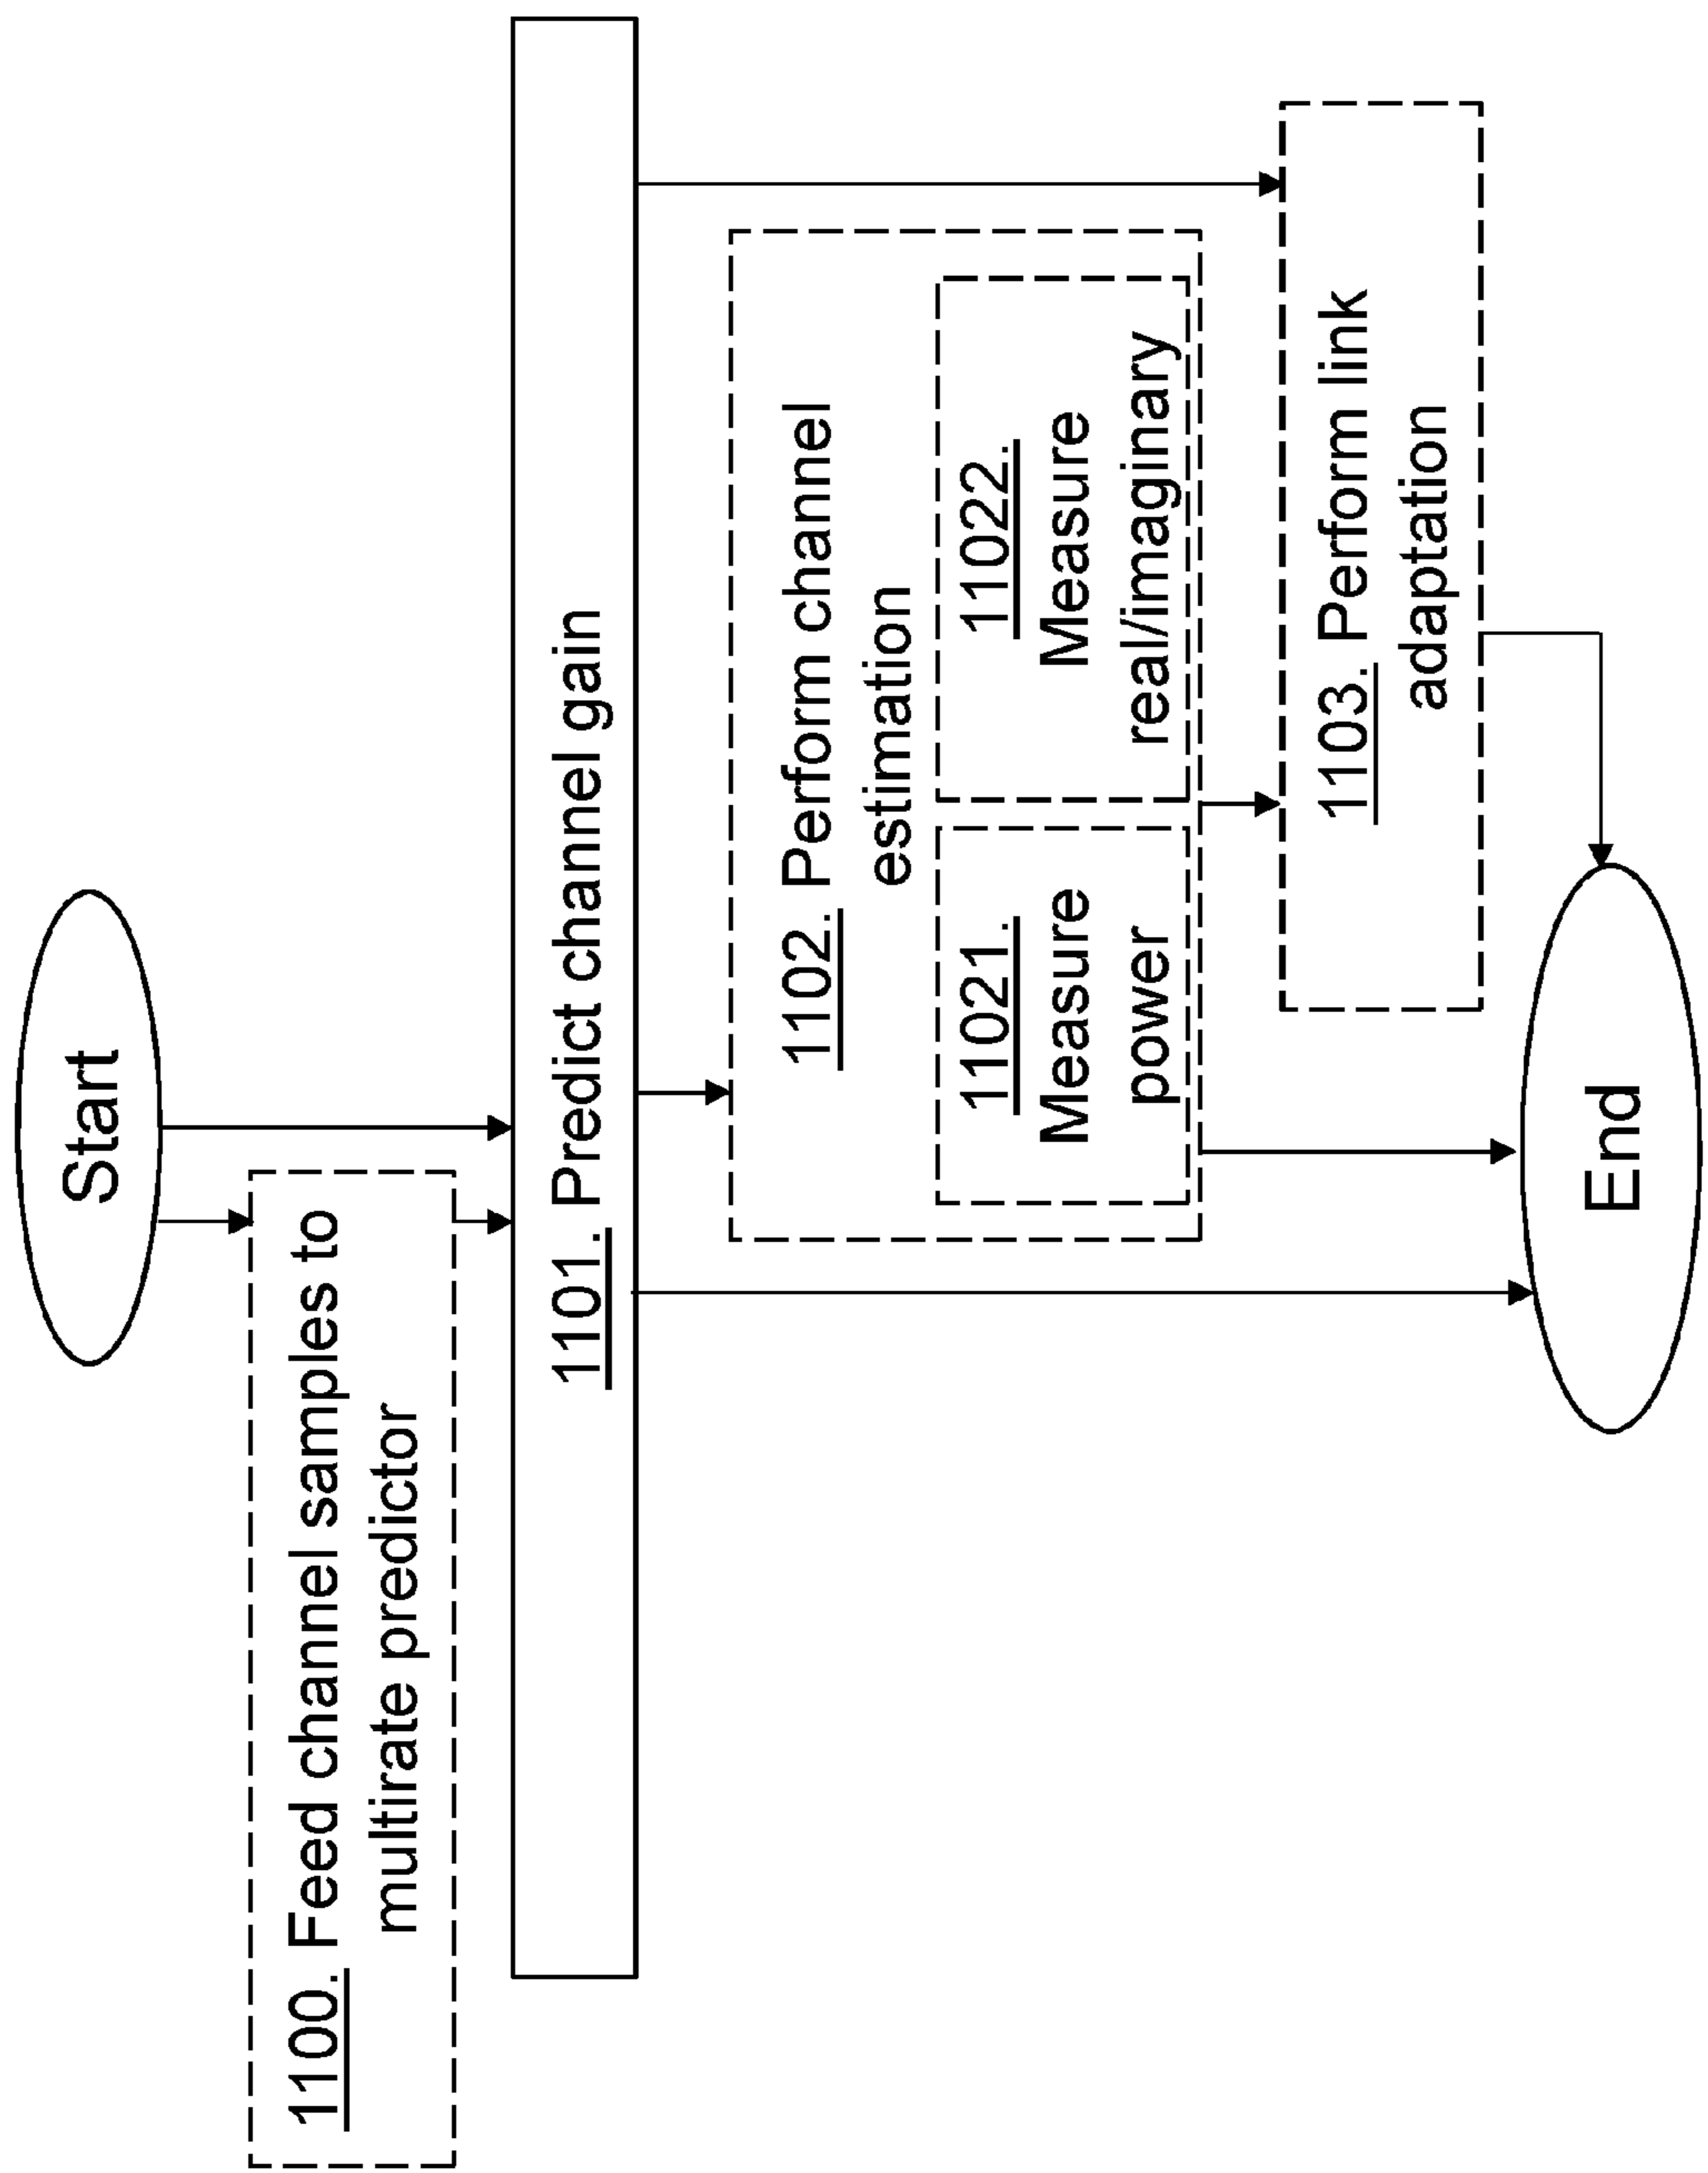 Start
1100. Feed channel samples to
multirate predictor
1101. Predict channel gain
1102. Perform channel
estimation
11021.
Measure
power
11022.
Measure
real/imaginary
1103. Perform link
adaptation
End